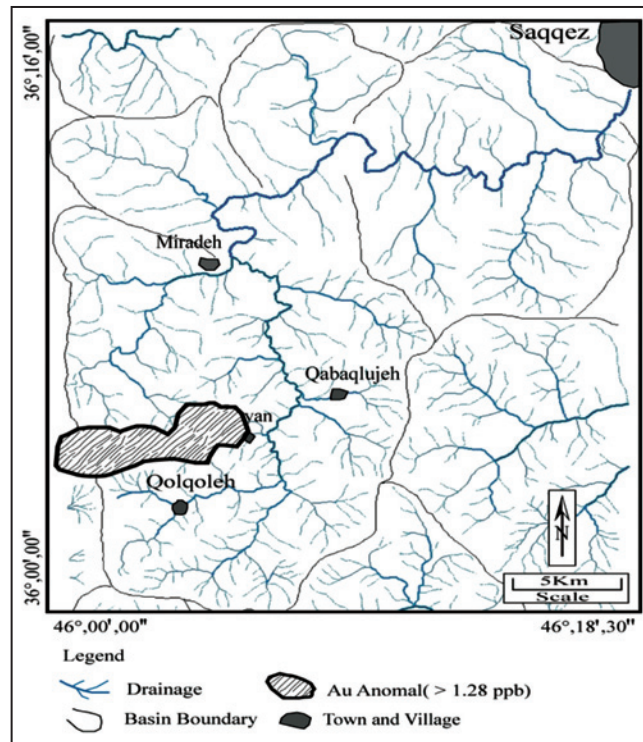 Saqqez
36°,16',00"
Miradeh
Qabaqlujeh
van
Qolqoleh
N
5Km
Scale
36°,00',00"
46°,00',00"
46°,18',30"
Legend
Drainage
Au Anomal( > 1.28 ppb)
Basin Boundary
Town and Village